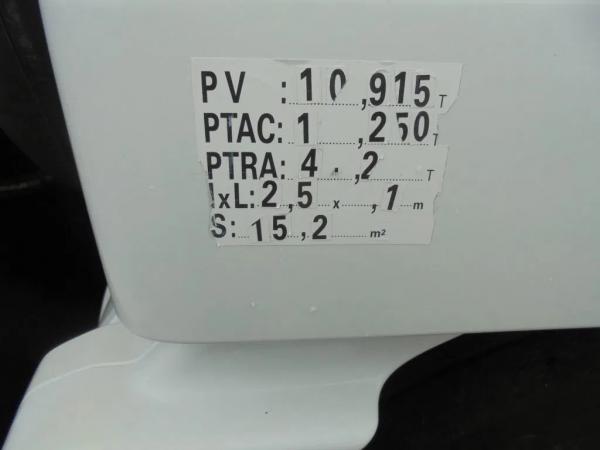 PV : 10 ,915 T
PTAC: 1 ,250 T
PTRA: 4 . ,2 T
lxL: 2,5 x ,1 m
S: 15,2 m²